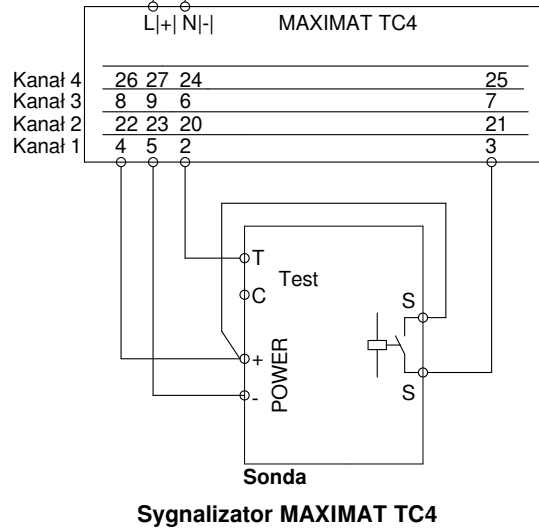 L|+| N|-| MAXIMAT TC4
Kanał 4 26 27 24 25
Kanał 3 8 9 6 7
Kanał 2 22 23 20 21
Kanał 1 4 5 2 3
T
Test
C
S
+
POWER
-
S
Sonda
Sygnalizator MAXIMAT TC4